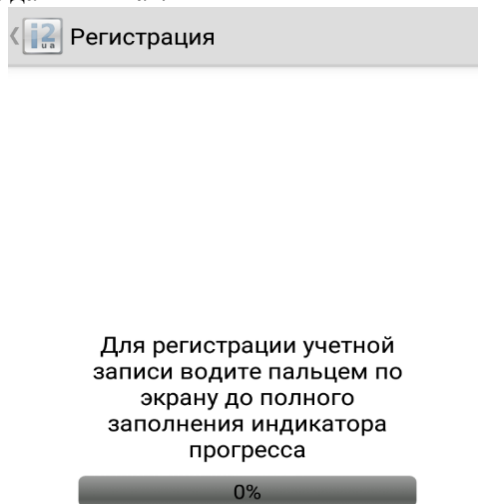 i2
ua
Регистрация
Для регистрации учетной
записи водите пальцем по
экрану до полного
заполнения индикатора
прогресса
0%